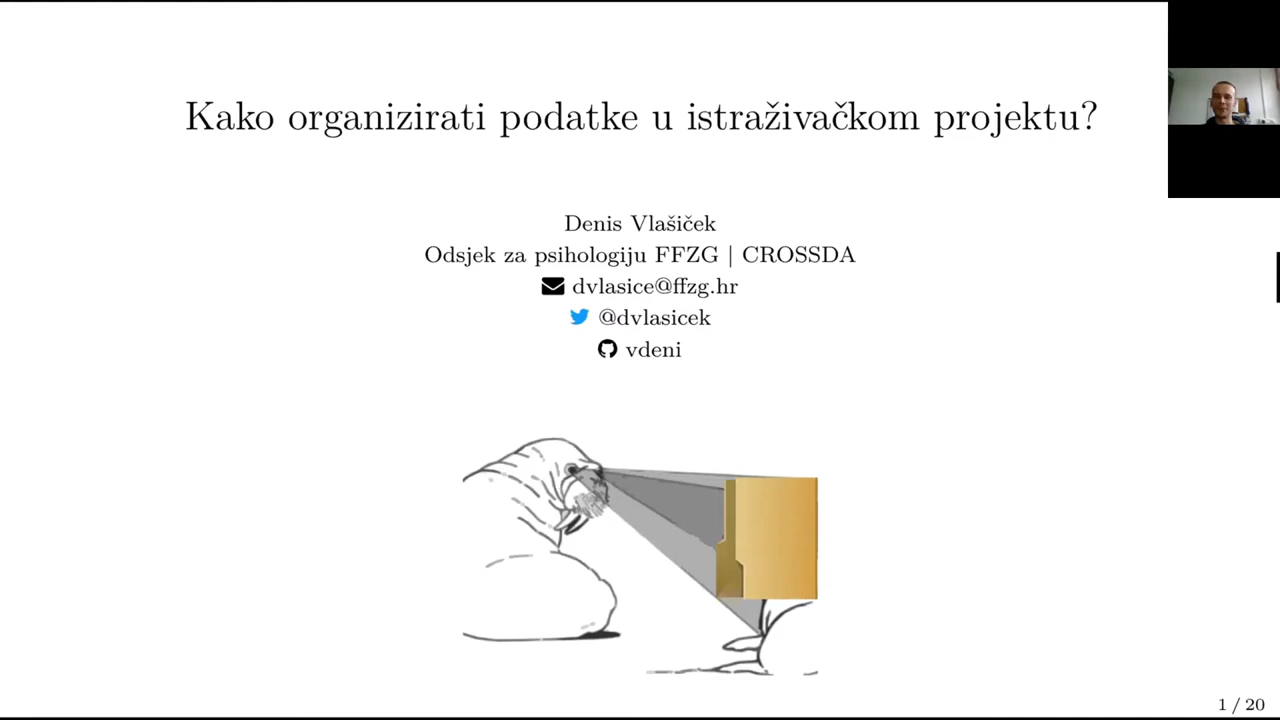 Kako organizirati podatke u istraživačkom projektu?
Denis Vlašiček
Odsjek za psihologiju FFZG | CROSSDA
dvlasice@ffzg.hr
@dvlasicek
vdeni
1 / 20